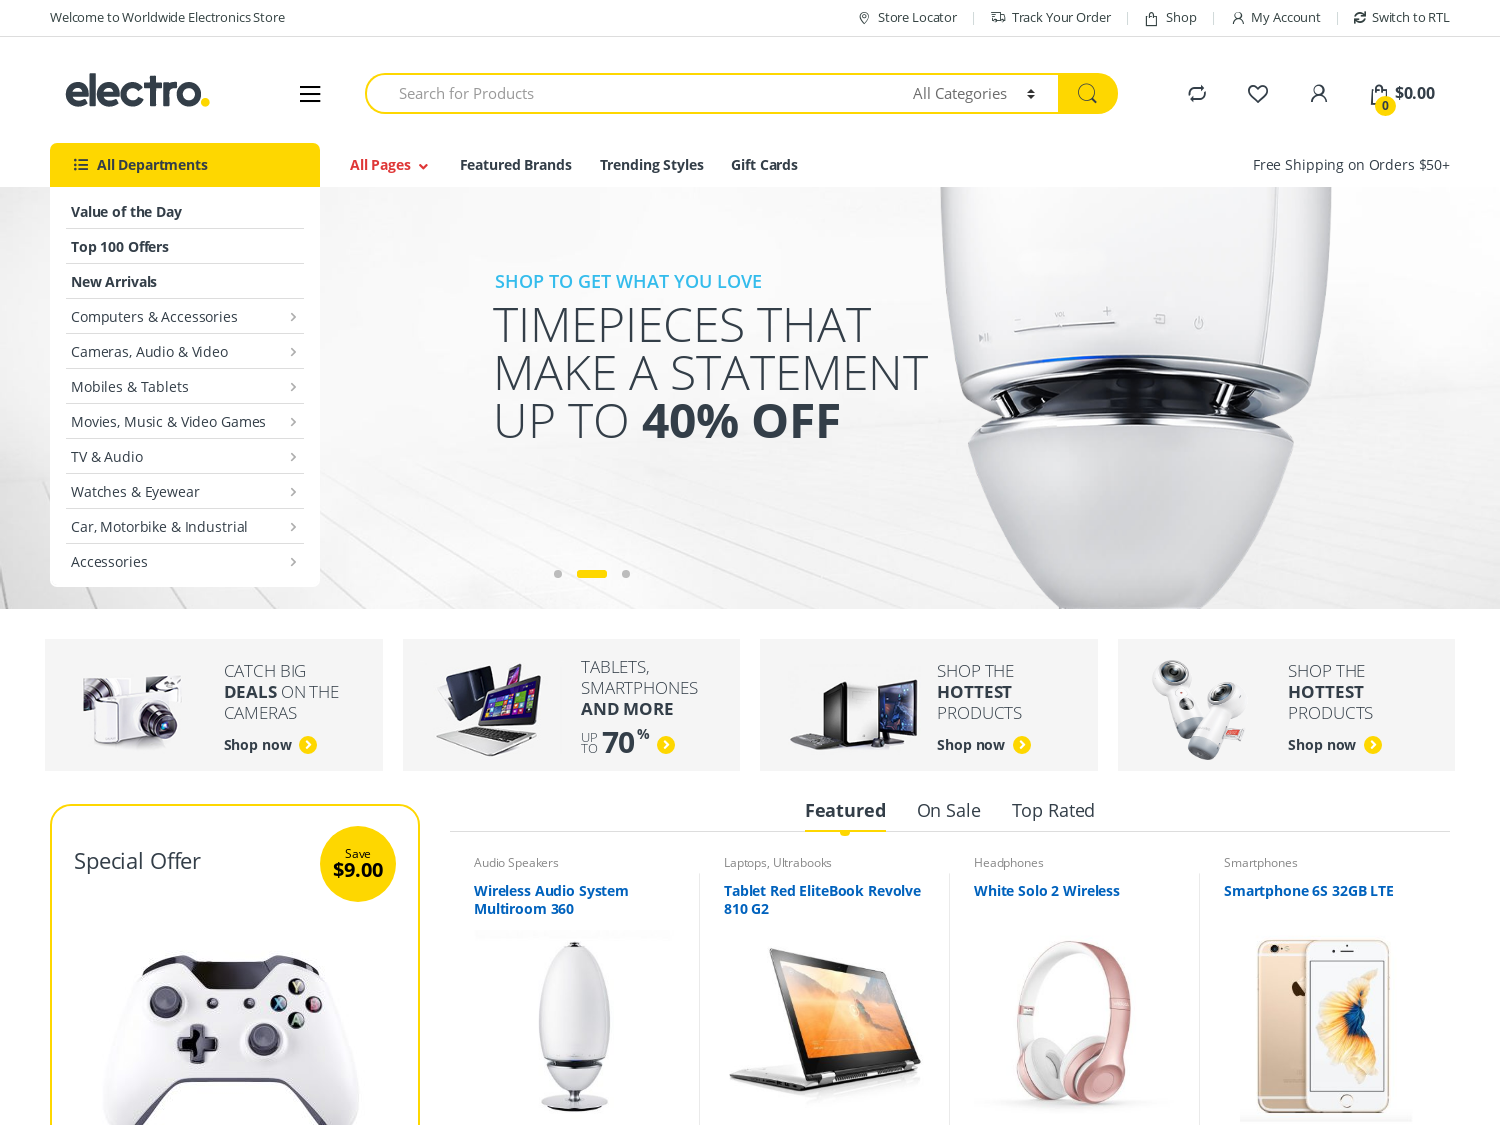 Welcome to Worldwide Electronics Store
Store Locator
Track Your Order
Shop
My Account
Switch to RTL
electro.
Search for Products
All Categories
0
$0.00
All Departments
All Pages
Featured Brands
Trending Styles
Gift Cards
Free Shipping on Orders $50+
Value of the Day
Top 100 Offers
New Arrivals
Computers & Accessories
Cameras, Audio & Video
Mobiles & Tablets
Movies, Music & Video Games
TV & Audio
Watches & Eyewear
Car, Motorbike & Industrial
Accessories
SHOP TO GET WHAT YOU LOVE
TIMEPIECES THAT
MAKE A STATEMENT
UP TO 40% OFF
VOL
CATCH BIG
DEALS ON THE
CAMERAS
Shop now
TABLETS,
SMARTPHONES
AND MORE
UP
TO
70%
SHOP THE
HOTTEST
PRODUCTS
Shop now
SHOP THE
HOTTEST
PRODUCTS
Shop now
Special Offer
Save
$9.00
Y
X
B
A
Featured
On Sale
Top Rated
Audio Speakers
Wireless Audio System
Multiroom 360
Laptops, Ultrabooks
Tablet Red EliteBook Revolve
810 G2
Headphones
White Solo 2 Wireless
Smartphones
Smartphone 6S 32GB LTE